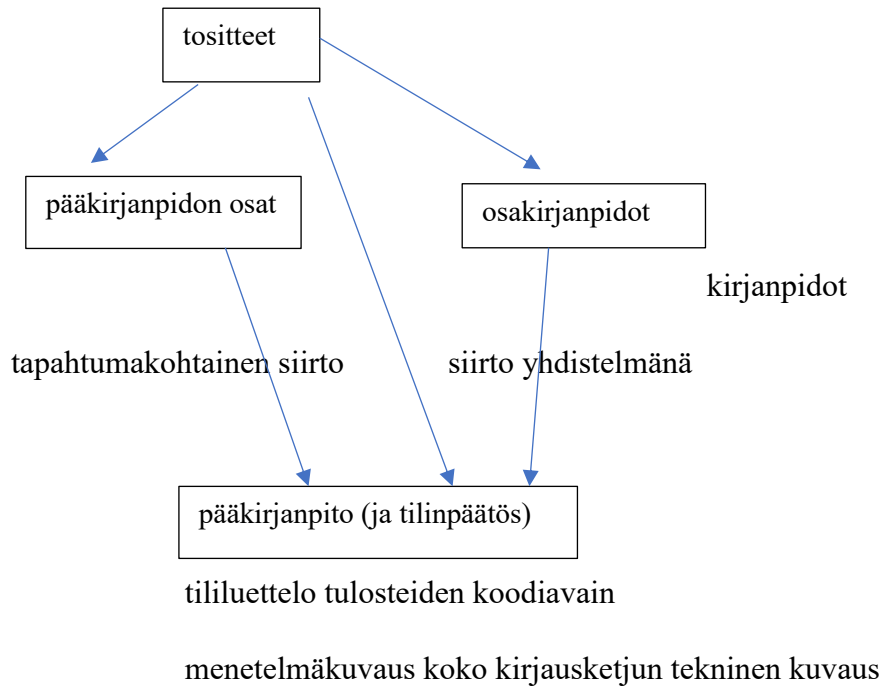 tositteet
pääkirjanpidon osat
osakirjanpidot
kirjanpidot
tapahtumakohtainen siirto
siirto yhdistelmänä
pääkirjanpito (ja tilinpäätös)
tililuettelo tulosteiden koodiavain
menetelmäkuvaus koko kirjausketjun tekninen kuvaus